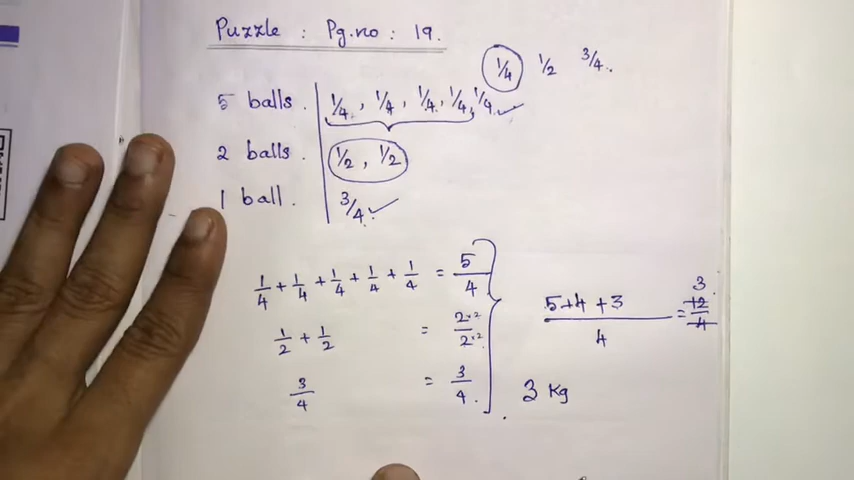 Puzzle : Pg.no : 19.
1/4 1/2 3/4.
5 balls. 1/4, 1/4, 1/4, 1/4, 1/4 ✓
2 balls. 1/2, 1/2
1 ball. 3/4. ✓
1/4 + 1/4 + 1/4 + 1/4 + 1/4 = 5/4
1/2 + 1/2 = 2×2/2×2
3/4 = 3/4.
5+4+3/4 = 12/4 3
3 Kg